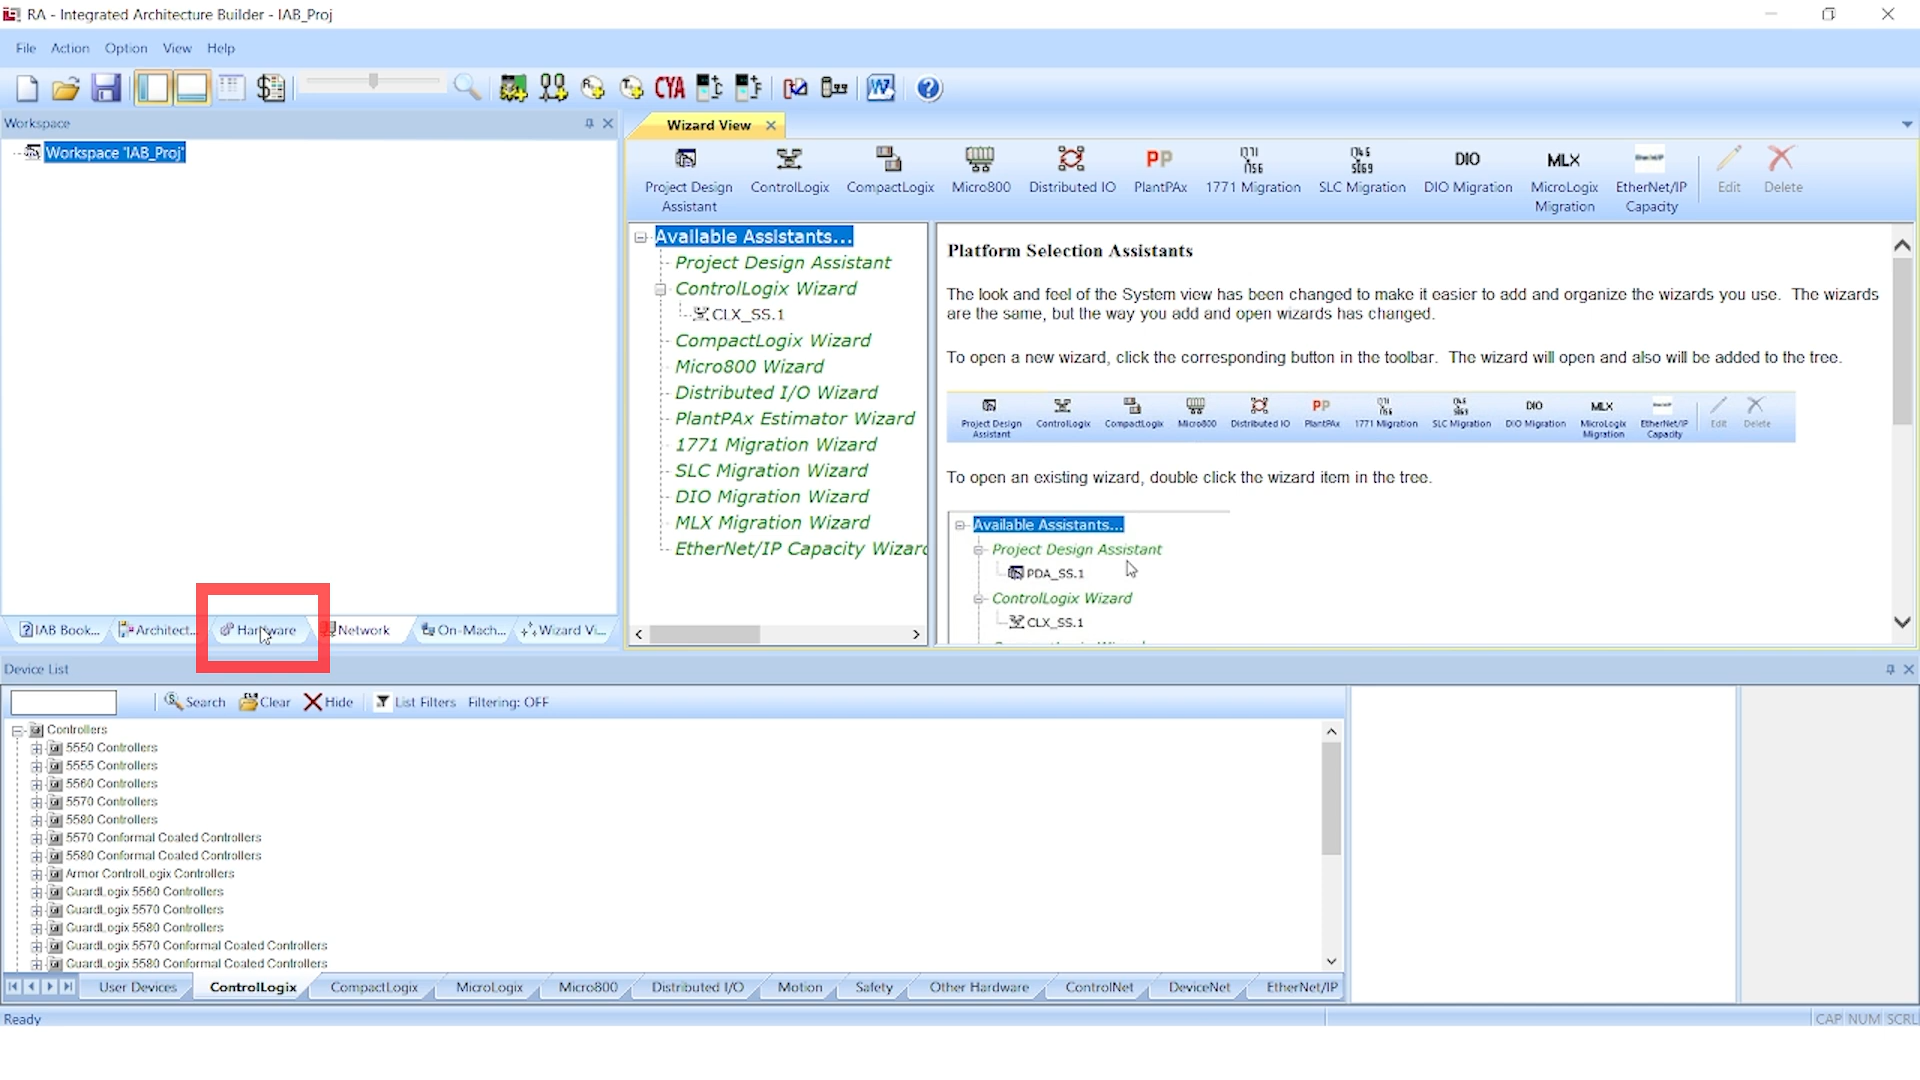 RA - Integrated Architecture Builder - IAB_Proj
File Action Option View Help
CYA
Workspace
Workspace "IAB_Proj"
IAB Book... Architect... Hardware Network On-Mach... Wizard Vi...
Wizard View
Project Design Assistant
ControlLogix
CompactLogix
Micro800
Distributed IO
PP
PlantPAx
1771
1756
1771 Migration
1746
5069
SLC Migration
DIO
DIO Migration
MLX
MicroLogix Migration
EtherNet/IP
EtherNet/IP Capacity
Edit
Delete
Available Assistants...
Project Design Assistant
ControlLogix Wizard
CLX_SS.1
CompactLogix Wizard
Micro800 Wizard
Distributed I/O Wizard
PlantPAx Estimator Wizard
1771 Migration Wizard
SLC Migration Wizard
DIO Migration Wizard
MLX Migration Wizard
EtherNet/IP Capacity Wizard
Platform Selection Assistants
The look and feel of the System view has been changed to make it easier to add and organize the wizards you use. The wizards
are the same, but the way you add and open wizards has changed.
To open a new wizard, click the corresponding button in the toolbar. The wizard will open and also will be added to the tree.
Project Design Assistant
ControlLogix
CompactLogix
Micro800
Distributed IO
PP
PlantPAx
1771 Migration
SLC Migration
DIO
DIO Migration
MLX
MicroLogix Migration
EtherNet/IP Capacity
Edit
Delete
To open an existing wizard, double click the wizard item in the tree.
Available Assistants...
Project Design Assistant
PDA_SS.1
ControlLogix Wizard
CLX_SS.1
Device List
Search Clear Hide List Filters Filtering: OFF
Controllers
5550 Controllers
5555 Controllers
5560 Controllers
5570 Controllers
5580 Controllers
5570 Conformal Coated Controllers
5580 Conformal Coated Controllers
Armor ControlLogix Controllers
GuardLogix 5560 Controllers
GuardLogix 5570 Controllers
GuardLogix 5580 Controllers
GuardLogix 5570 Conformal Coated Controllers
GuardLogix 5580 Conformal Coated Controllers
User Devices ControlLogix CompactLogix MicroLogix Micro800 Distributed I/O Motion Safety Other Hardware ControlNet DeviceNet EtherNet/IP
Ready
CAP NUM SCRL